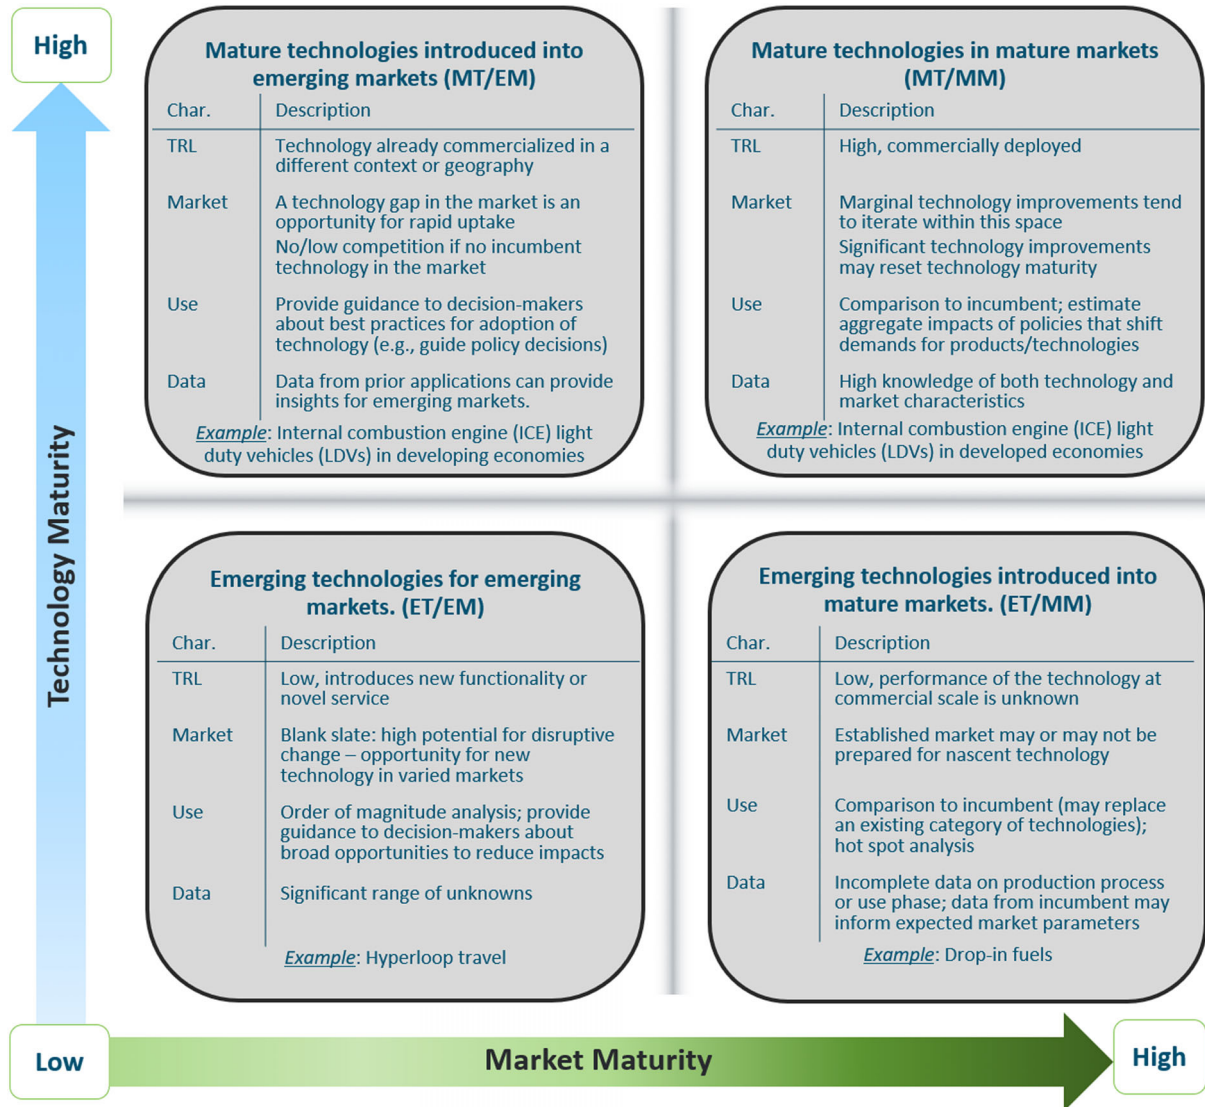 High
Mature technologies introduced into
emerging markets (MT/EM)
Char. Description
TRL Technology already commercialized in a
different context or geography
Market A technology gap in the market is an
opportunity for rapid uptake
No/low competition if no incumbent
technology in the market
Use Provide guidance to decision-makers
about best practices for adoption of
technology (e.g., guide policy decisions)
Data Data from prior applications can provide
insights for emerging markets.
Example: Internal combustion engine (ICE) light
duty vehicles (LDVs) in developing economies
Mature technologies in mature markets
(MT/MM)
Char. Description
TRL High, commercially deployed
Market Marginal technology improvements tend
to iterate within this space
Significant technology improvements
may reset technology maturity
Use Comparison to incumbent; estimate
aggregate impacts of policies that shift
demands for products/technologies
Data High knowledge of both technology and
market characteristics
Example: Internal combustion engine (ICE) light
duty vehicles (LDVs) in developed economies
Technology Maturity
Emerging technologies for emerging
markets. (ET/EM)
Char. Description
TRL Low, introduces new functionality or
novel service
Market Blank slate: high potential for disruptive
change – opportunity for new
technology in varied markets
Use Order of magnitude analysis; provide
guidance to decision-makers about
broad opportunities to reduce impacts
Data Significant range of unknowns
Example: Hyperloop travel
Emerging technologies introduced into
mature markets. (ET/MM)
Char. Description
TRL Low, performance of the technology at
commercial scale is unknown
Market Established market may or may not be
prepared for nascent technology
Use Comparison to incumbent (may replace
an existing category of technologies);
hot spot analysis
Data Incomplete data on production process
or use phase; data from incumbent may
inform expected market parameters
Example: Drop-in fuels
Low
Market Maturity
High